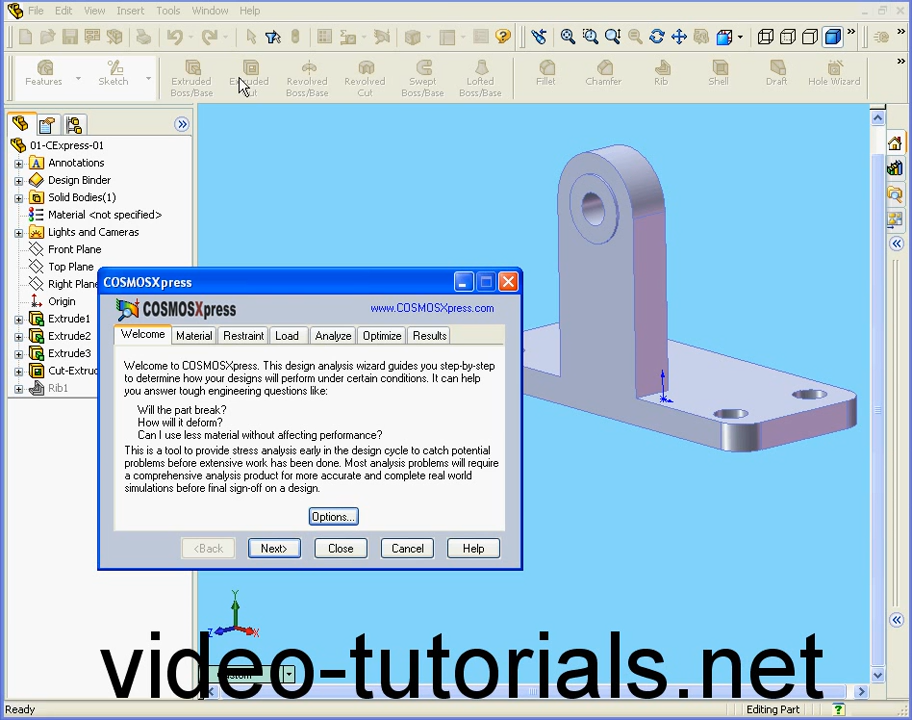 File Edit View Insert Tools Window Help
Features Sketch Extruded Boss/Base Extruded Cut Revolved Boss/Base Revolved Cut Swept Boss/Base Lofted Boss/Base Fillet Chamfer Rib Shell Draft Hole Wizard
01-CExpress-01
Annotations
Design Binder
Solid Bodies(1)
Material <not specified>
Lights and Cameras
Front Plane
Top Plane
Right Plane
Origin
Extrude1
Extrude2
Extrude3
Cut-Extru
Rib1
COSMOSXpress
COSMOSXpress www.COSMOSXpress.com
Welcome Material Restraint Load Analyze Optimize Results
Welcome to COSMOSXpress. This design analysis wizard guides you step-by-step
to determine how your designs will perform under certain conditions. It can help
you answer tough engineering questions like:
Will the part break?
How will it deform?
Can I use less material without affecting performance?
This is a tool to provide stress analysis early in the design cycle to catch potential
problems before extensive work has been done. Most analysis problems will require
a comprehensive analysis product for more accurate and complete real world
simulations before final sign-off on a design.
Options...
<Back Next> Close Cancel Help
Y
Z X
video-tutorials.net
Ready Editing Part